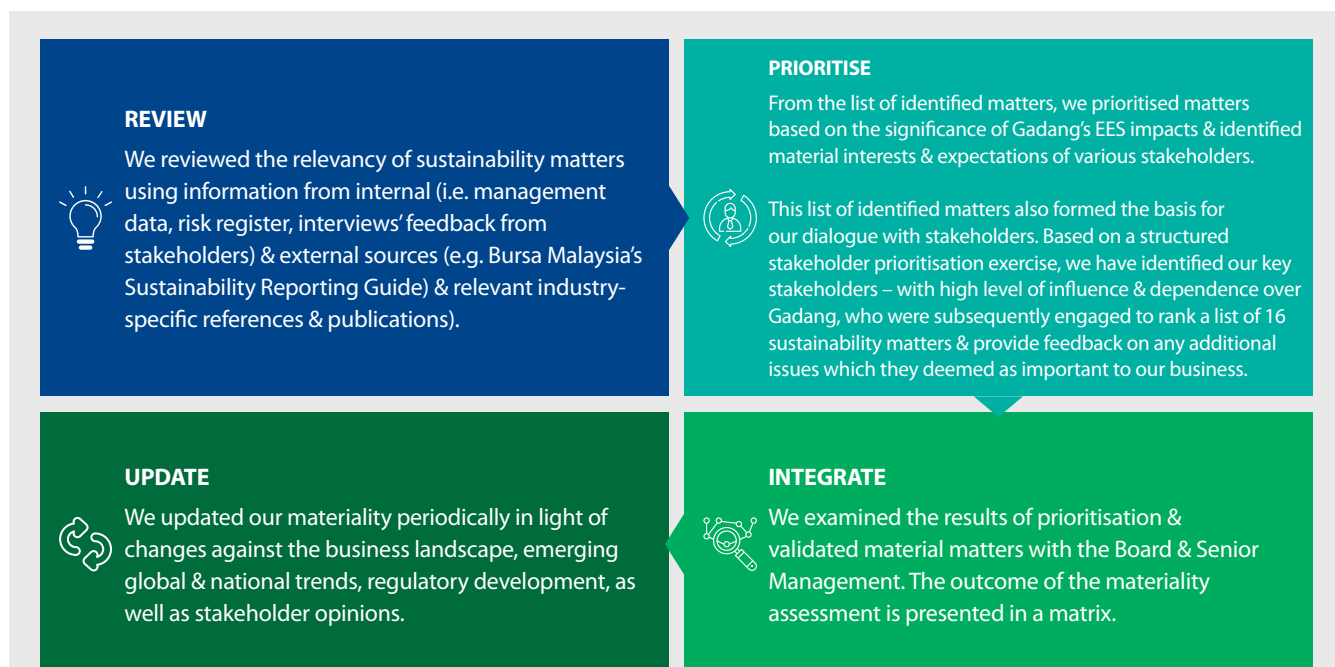 REVIEW
We reviewed the relevancy of sustainability matters
using information from internal (i.e. management
data, risk register, interviews' feedback from
stakeholders) & external sources (e.g. Bursa Malaysia's
Sustainability Reporting Guide) & relevant industry-
specific references & publications).
PRIORITISE
From the list of identified matters, we prioritised matters
based on the significance of Gadang's EES impacts & identified
material interests & expectations of various stakeholders.
This list of identified matters also formed the basis for
our dialogue with stakeholders. Based on a structured
stakeholder prioritisation exercise, we have identified our key
stakeholders – with high level of influence & dependence over
Gadang, who were subsequently engaged to rank a list of 16
sustainability matters & provide feedback on any additional
issues which they deemed as important to our business.
INTEGRATE
We examined the results of prioritisation &
validated material matters with the Board & Senior
Management. The outcome of the materiality
assessment is presented in a matrix.
UPDATE
We updated our materiality periodically in light of
changes against the business landscape, emerging
global & national trends, regulatory development, as
well as stakeholder opinions.